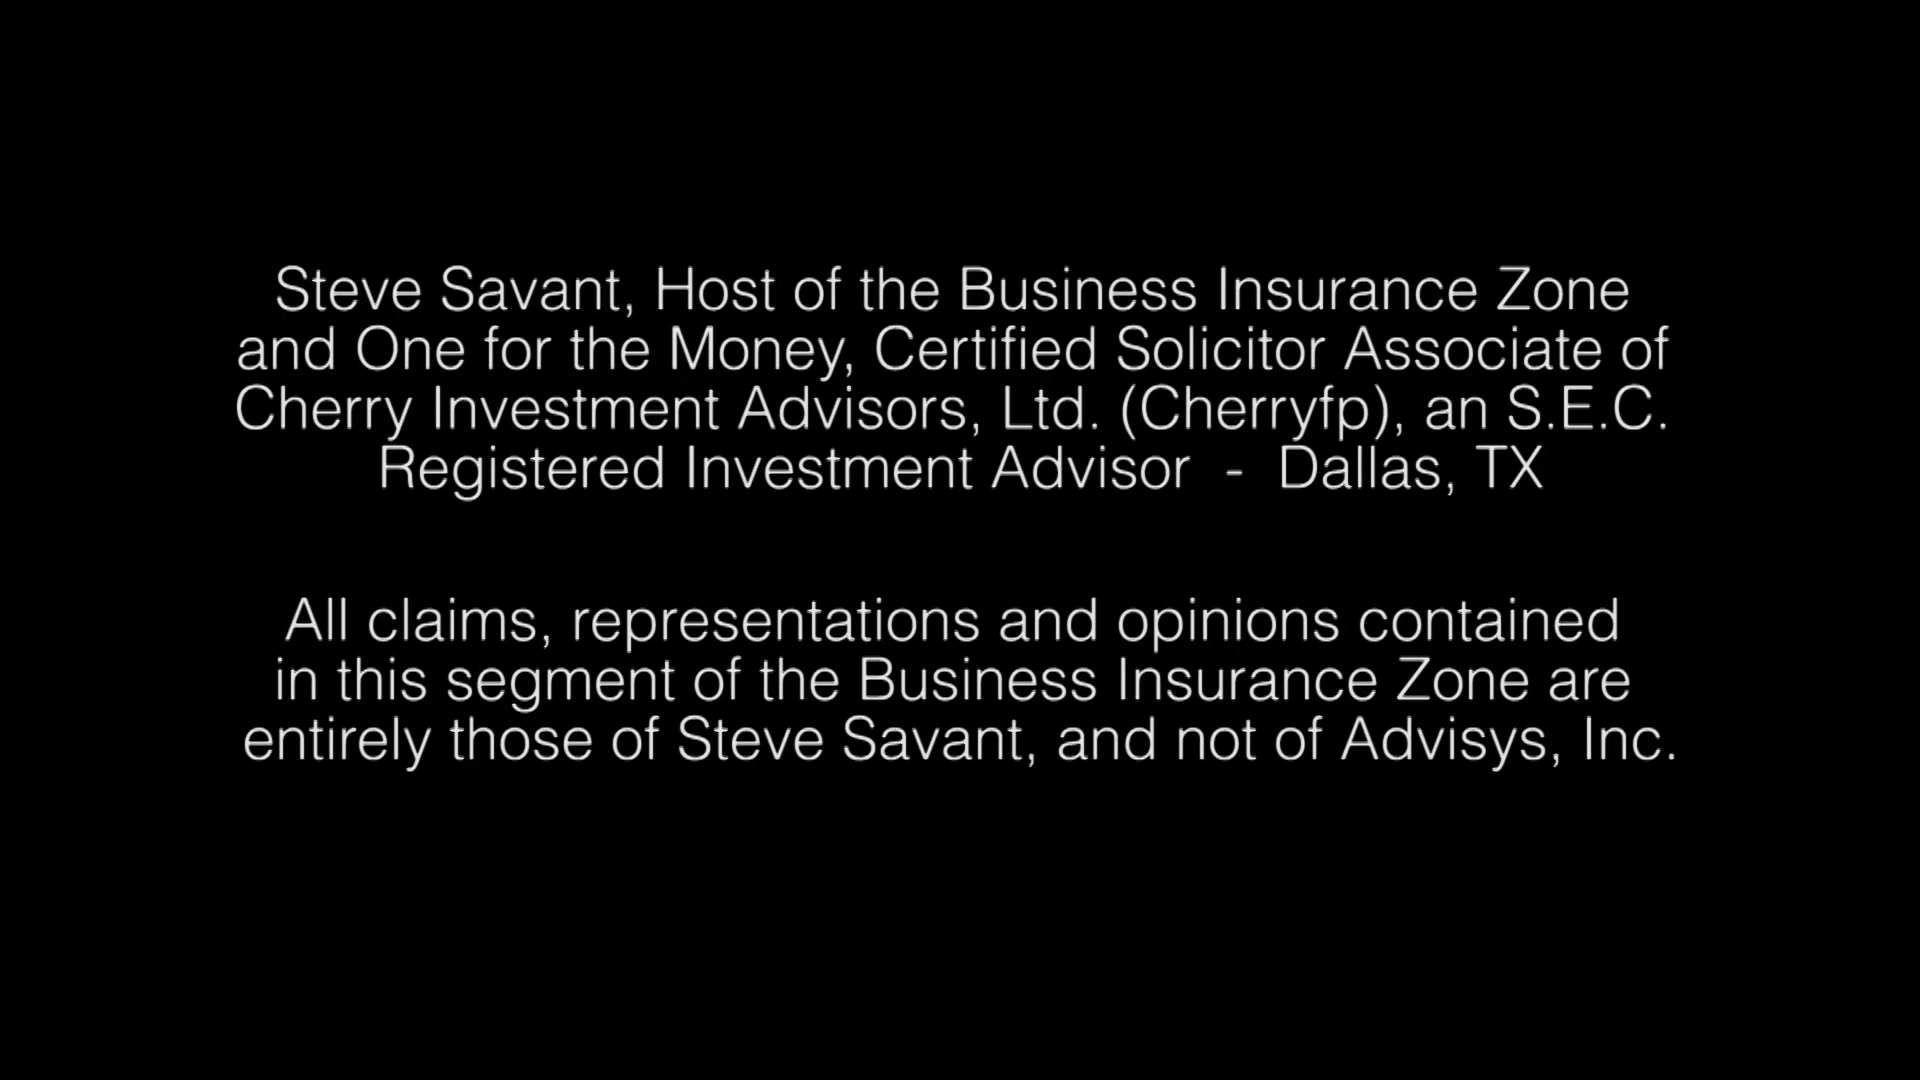 Steve Savant, Host of the Business Insurance Zone
and One for the Money, Certified Solicitor Associate of
Cherry Investment Advisors, Ltd. (Cherryfp), an S.E.C.
Registered Investment Advisor - Dallas, TX
All claims, representations and opinions contained
in this segment of the Business Insurance Zone are
entirely those of Steve Savant, and not of Advisys, Inc.